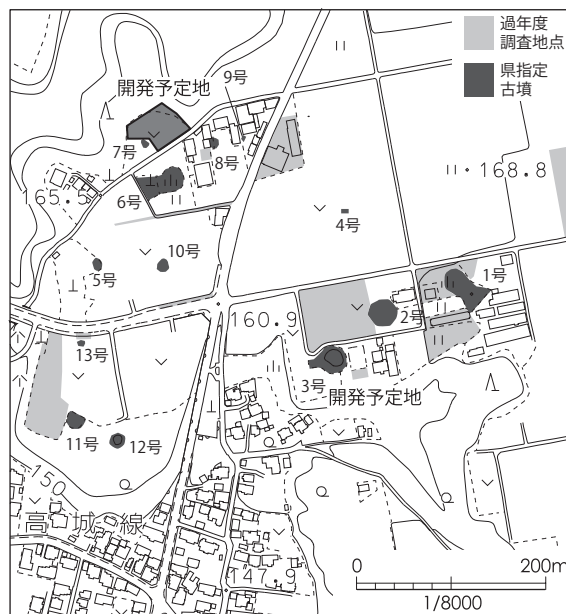 過年度
調査地点
県指定
古墳
9号
開発予定地
7号
8号
168.8
165.5
6号
4号
10号
5号
1号
2号
160.9
13号
3号
開発予定地
11号
12号
150
高城線
147.9
0
200m
1/8000